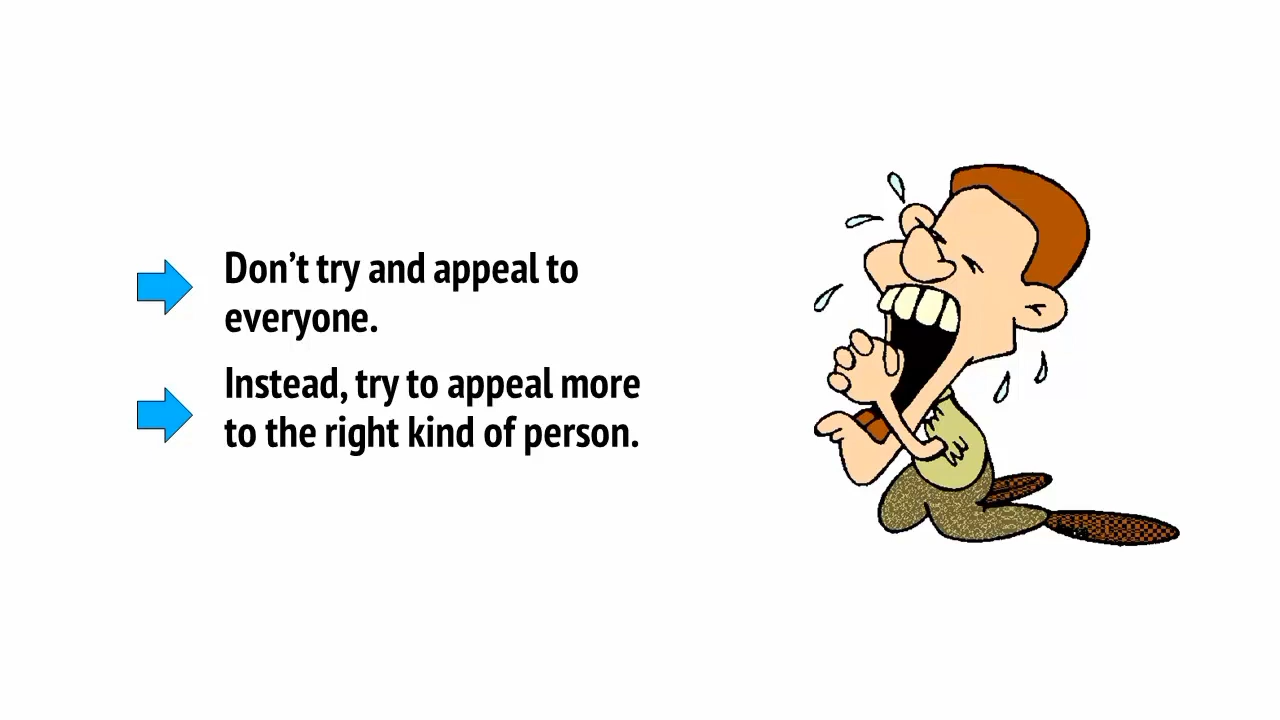 Don’t try and appeal to
everyone.
Instead, try to appeal more
to the right kind of person.